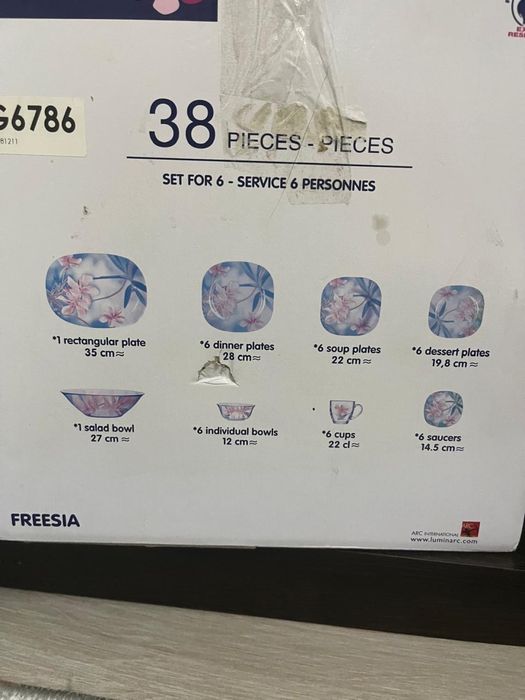 G6786
81211
38 PIECES - PIECES
SET FOR 6 - SERVICE 6 PERSONNES
*1 rectangular plate
35 cm≈
*6 dinner plates
28 cm≈
*6 soup plates
22 cm≈
*6 dessert plates
19,8 cm≈
*1 salad bowl
27 cm ≈
*6 individual bowls
12 cm≈
*6 cups
22 cl≈
*6 saucers
14.5 cm≈
FREESIA
ARC INTERNATIONAL
ARC
www.luminarc.com